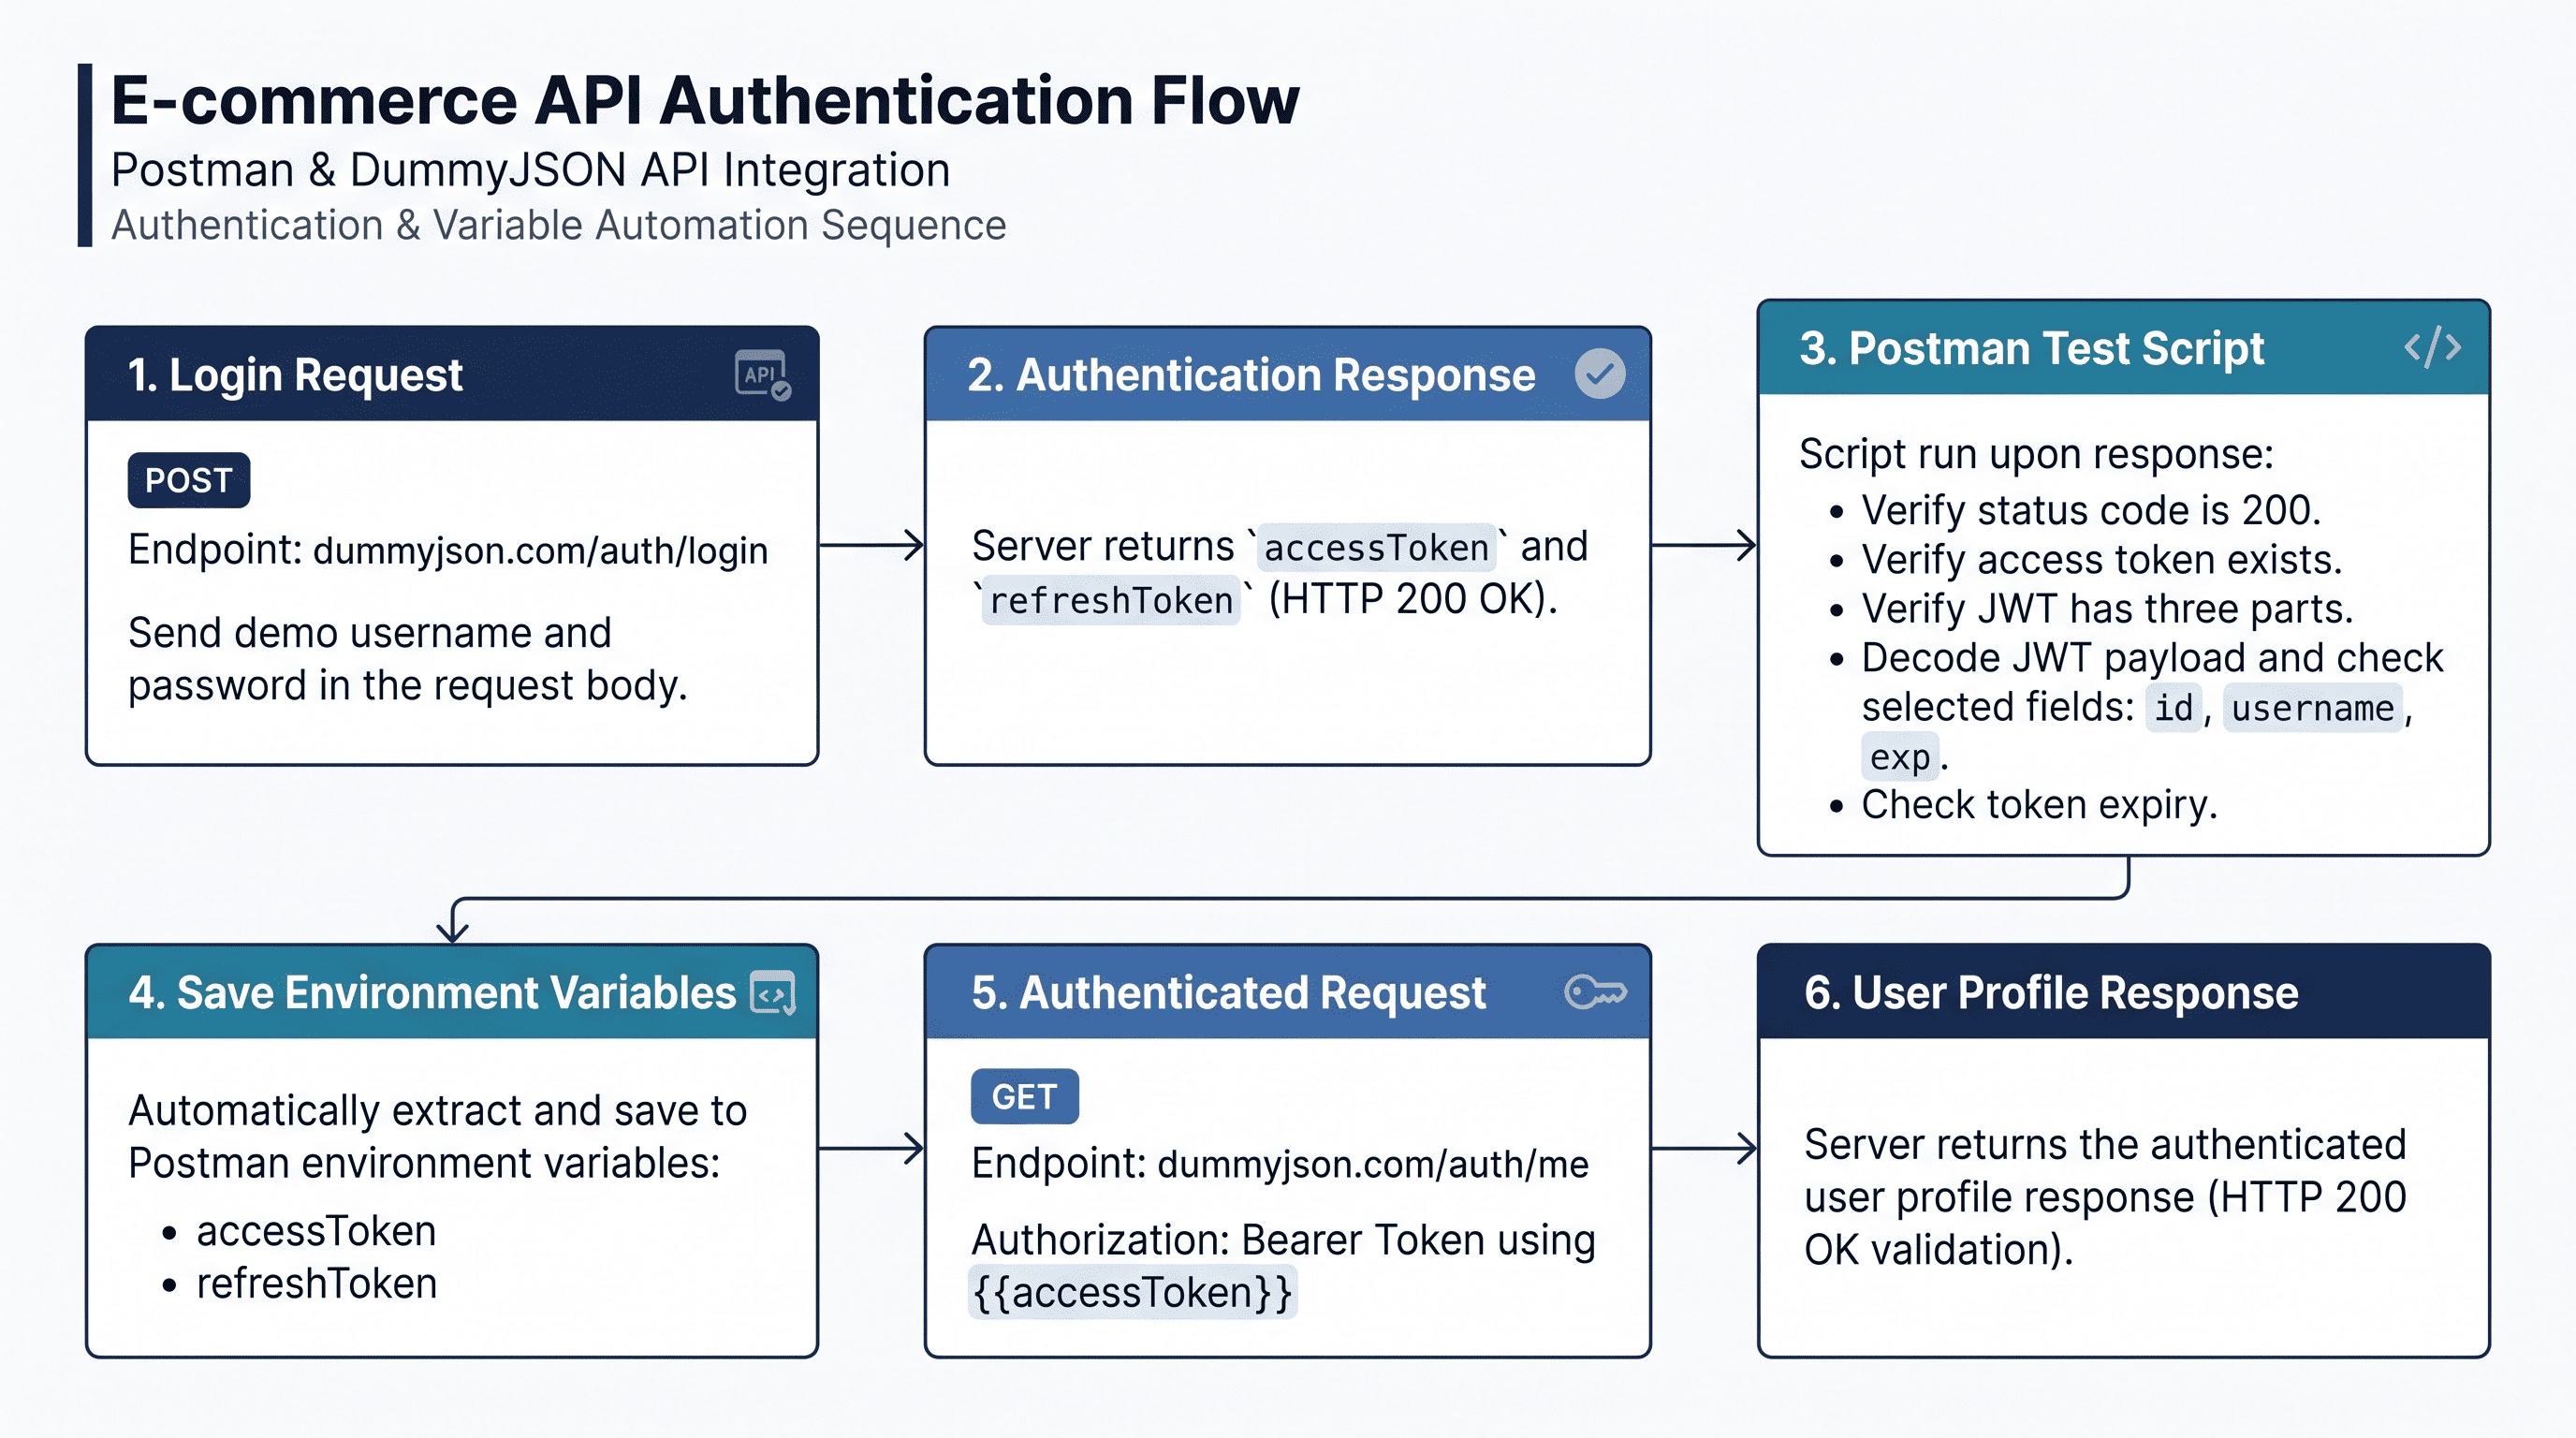 E-commerce API Authentication Flow
Postman & DummyJSON API Integration
Authentication & Variable Automation Sequence
1. Login Request
API
POST
Endpoint: dummyjson.com/auth/login
Send demo username and
password in the request body.
2. Authentication Response
Server returns `accessToken` and
`refreshToken` (HTTP 200 OK).
3. Postman Test Script
</>
Script run upon response:
• Verify status code is 200.
• Verify access token exists.
• Verify JWT has three parts.
• Decode JWT payload and check
selected fields: id, username,
exp.
• Check token expiry.
4. Save Environment Variables
<>
Automatically extract and save to
Postman environment variables:
• accessToken
• refreshToken
5. Authenticated Request
GET
Endpoint: dummyjson.com/auth/me
Authorization: Bearer Token using
{{accessToken}}
6. User Profile Response
Server returns the authenticated
user profile response (HTTP 200
OK validation).